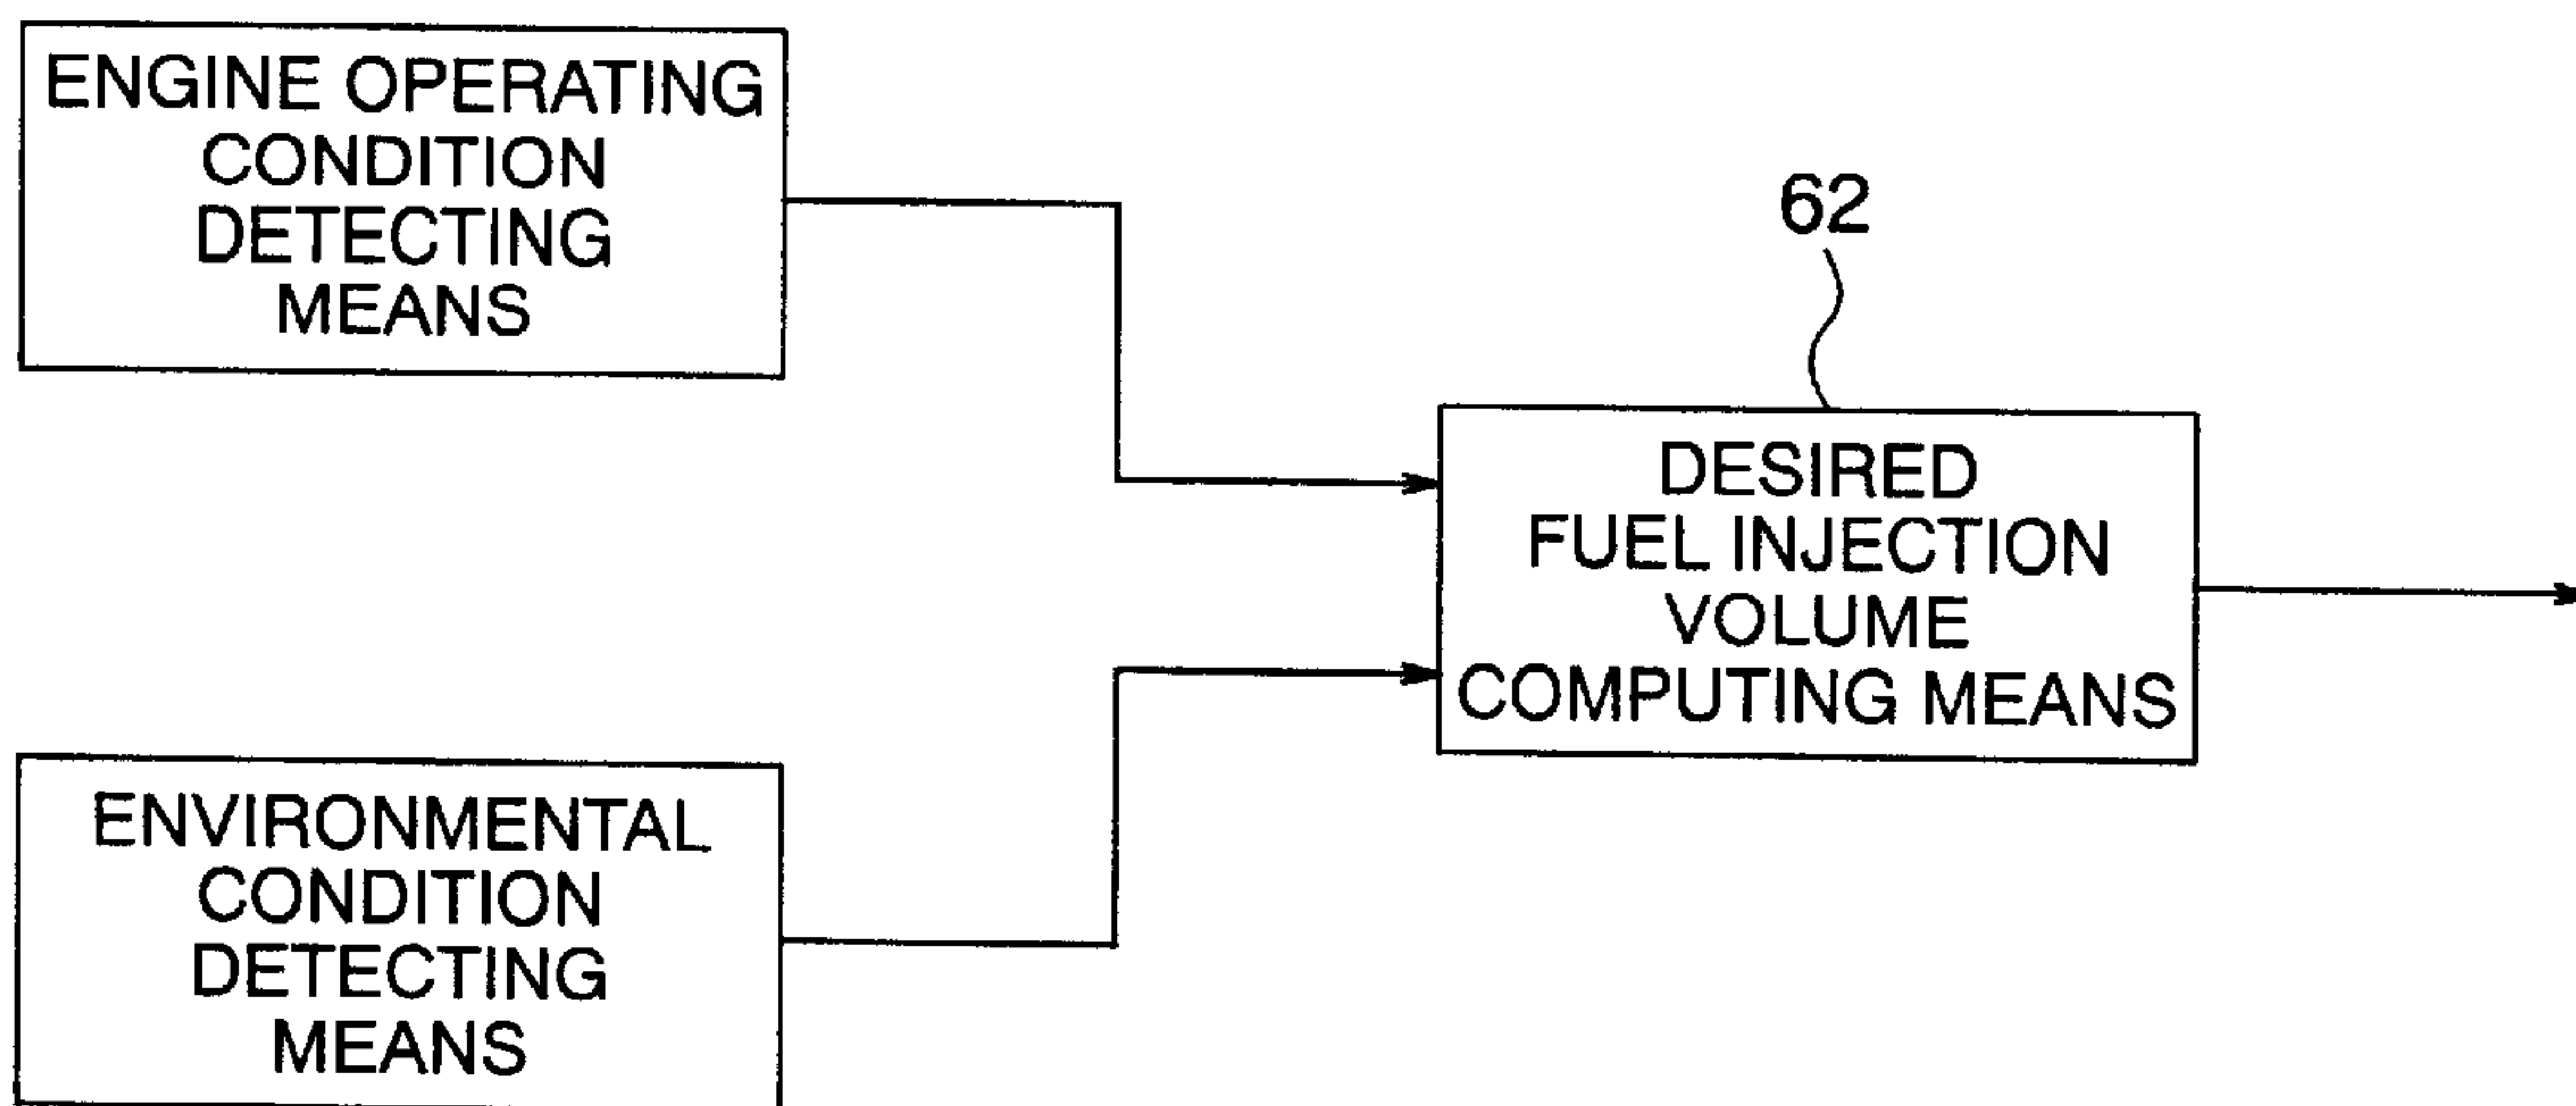 ENGINE OPERATING
CONDITION
DETECTING
MEANS
62
DESIRED
FUEL INJECTION
VOLUME
COMPUTING MEANS
ENVIRONMENTAL
CONDITION
DETECTING
MEANS